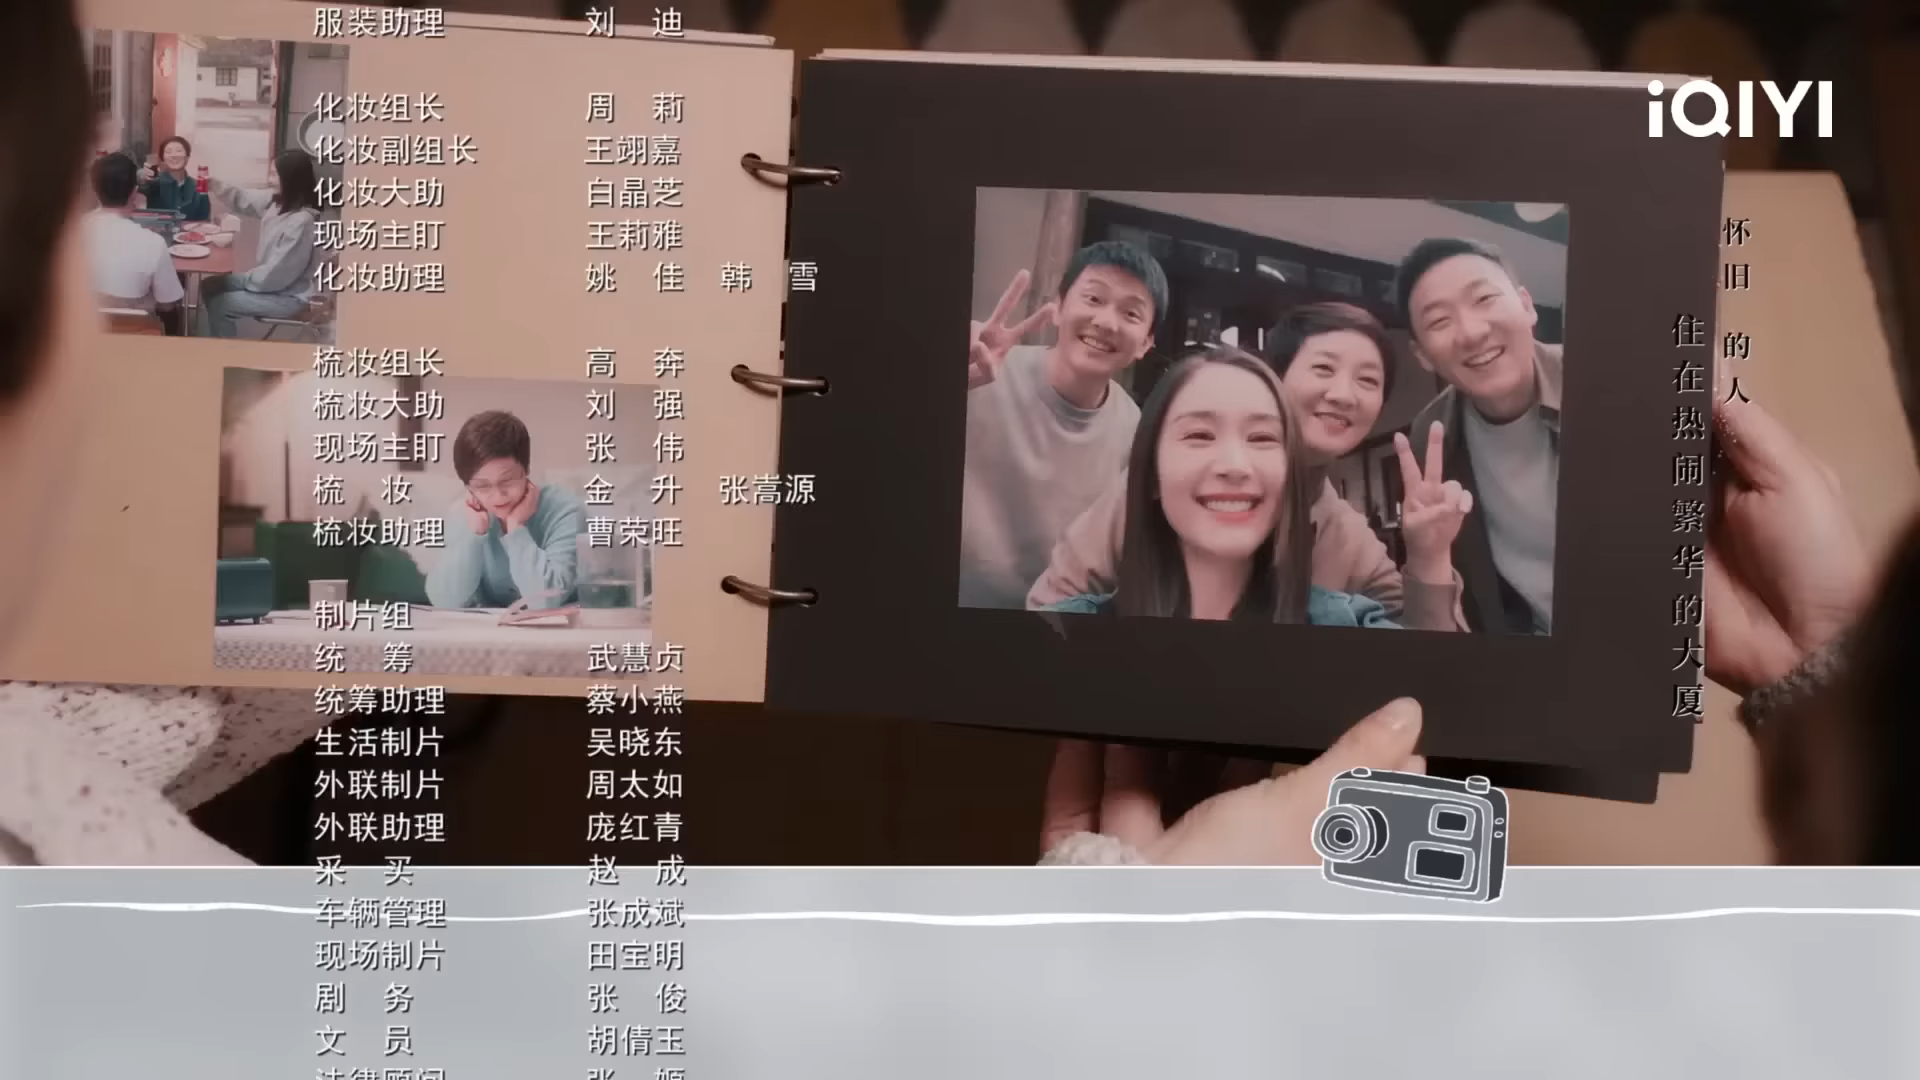 服装助理 刘 迪
iQIYI
化妆组长 周 莉
化妆副组长 王翊嘉
化妆大助 白晶芝
现场主盯 王莉雅
化妆助理 姚 佳 韩 雪
梳妆组长 高 奔
梳妆大助 刘 强
现场主盯 张 伟
梳 妆 金 升 张嵩源
梳妆助理 曹荣旺
制片组
统 筹 武慧贞
统筹助理 蔡小燕
生活制片 吴晓东
外联制片 周太如
外联助理 庞红青
采 买 赵 成
车辆管理 张成斌
现场制片 田宝明
剧 务 张 俊
文 员 胡倩玉
法律顾问 张 姬
怀旧 的人
住在热闹繁华的大厦